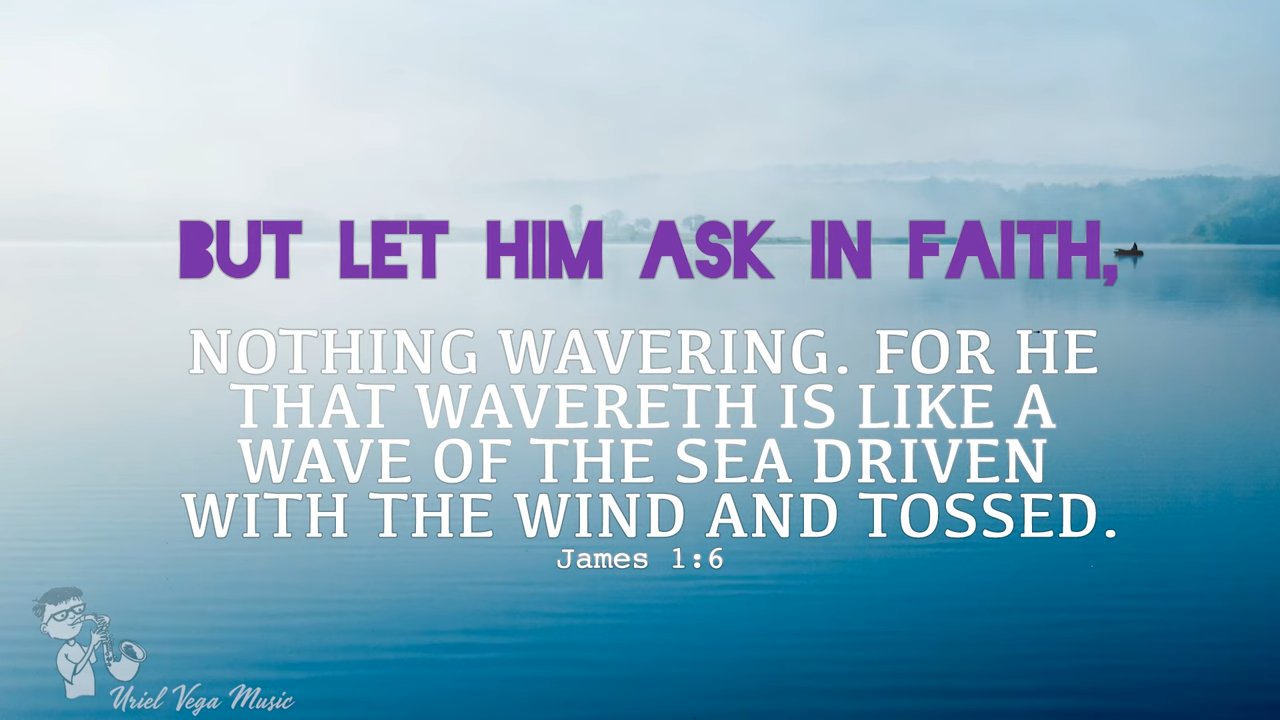 BUT LET HIM ASK IN FAITH,
NOTHING WAVERING. FOR HE
THAT WAVERETH IS LIKE A
WAVE OF THE SEA DRIVEN
WITH THE WIND AND TOSSED.
James 1:6
Uriel Vega Music